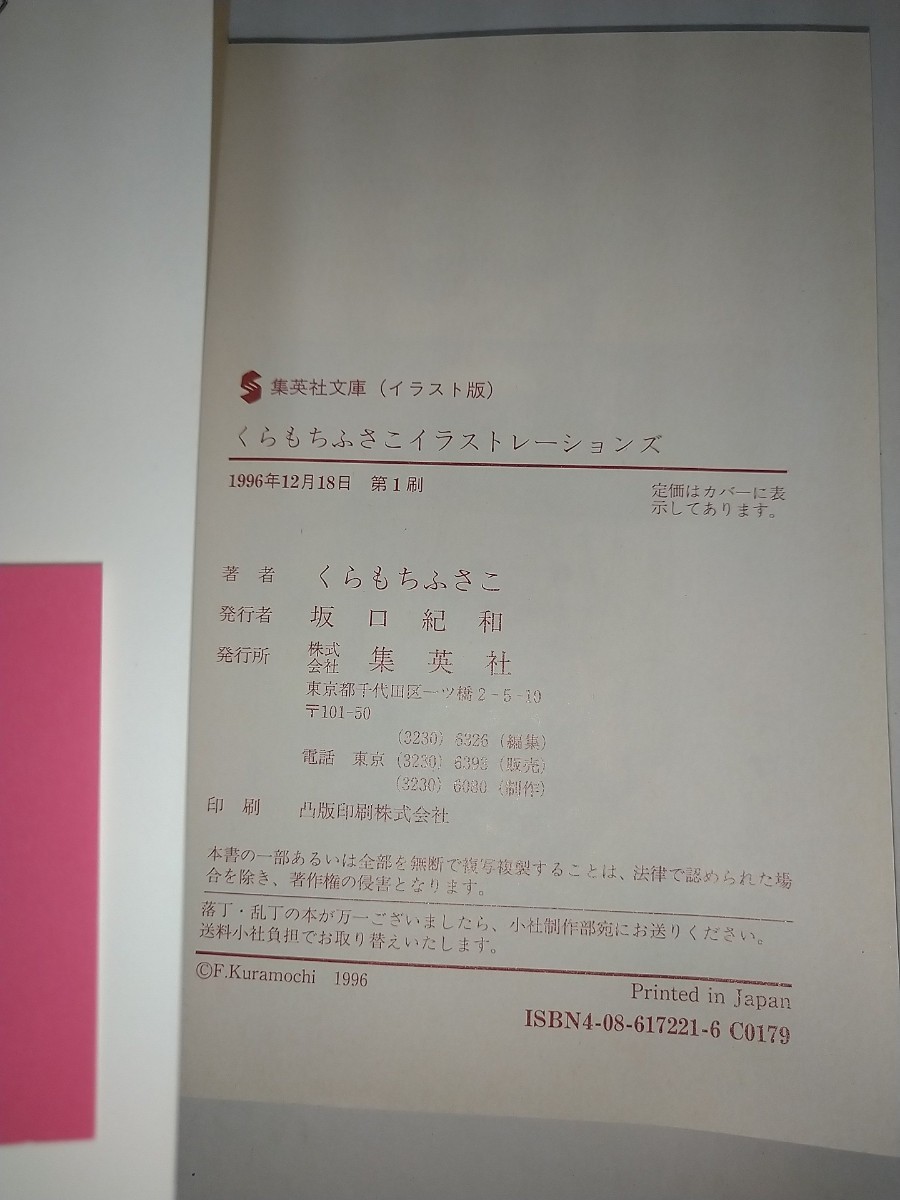 集英社文庫（イラスト版）
くらもちふさこイラストレーションズ
1996年12月18日 第1刷
定価はカバーに表
示してあります。
著者 くらもちふさこ
発行者 坂口紀和
発行所 株式会社 集英社
東京都千代田区一ツ橋2-5-10
〒101-50
(3230) 6326 (編集)
電話 東京 (3230) 6393 (販売)
(3230) 6080 (制作)
印刷 凸版印刷株式会社
本書の一部あるいは全部を無断で複写複製することは、法律で認められた場
合を除き、著作権の侵害となります。
落丁・乱丁の本が万一ございましたら、小社制作部宛にお送りください。
送料小社負担でお取り替えいたします。
©F.Kuramochi 1996
Printed in Japan
ISBN4-08-617221-6 C0179